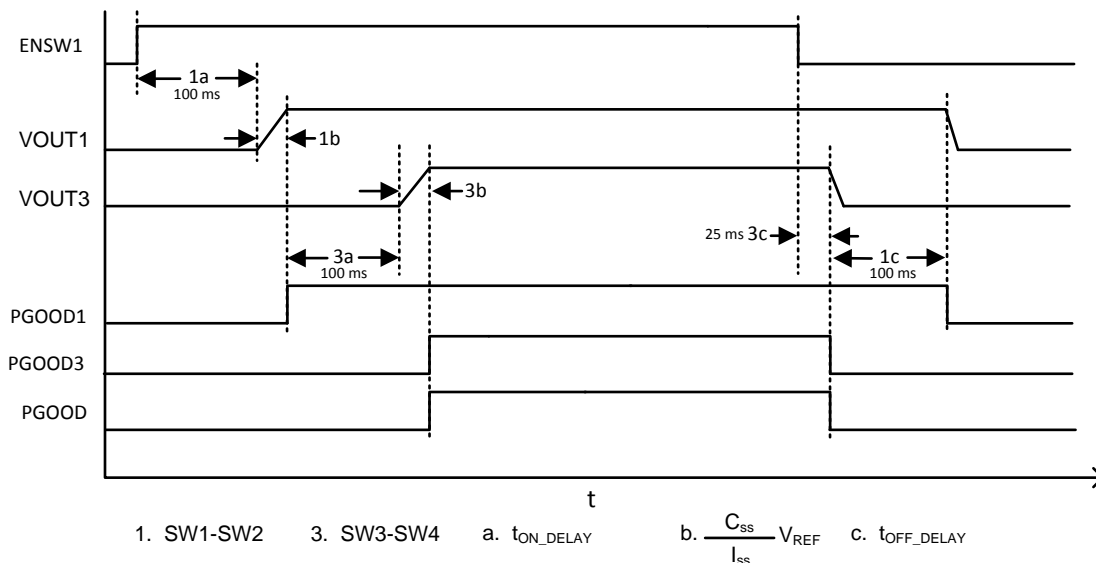 ENSW1
1a
100 ms
VOUT1
1b
VOUT3
3b
25 ms 3c
3a
100 ms
1c
100 ms
PGOOD1
PGOOD3
PGOOD
t
1. SW1-SW2 3. SW3-SW4 a. tON_DELAY b. Css / Iss VREF c. tOFF_DELAY